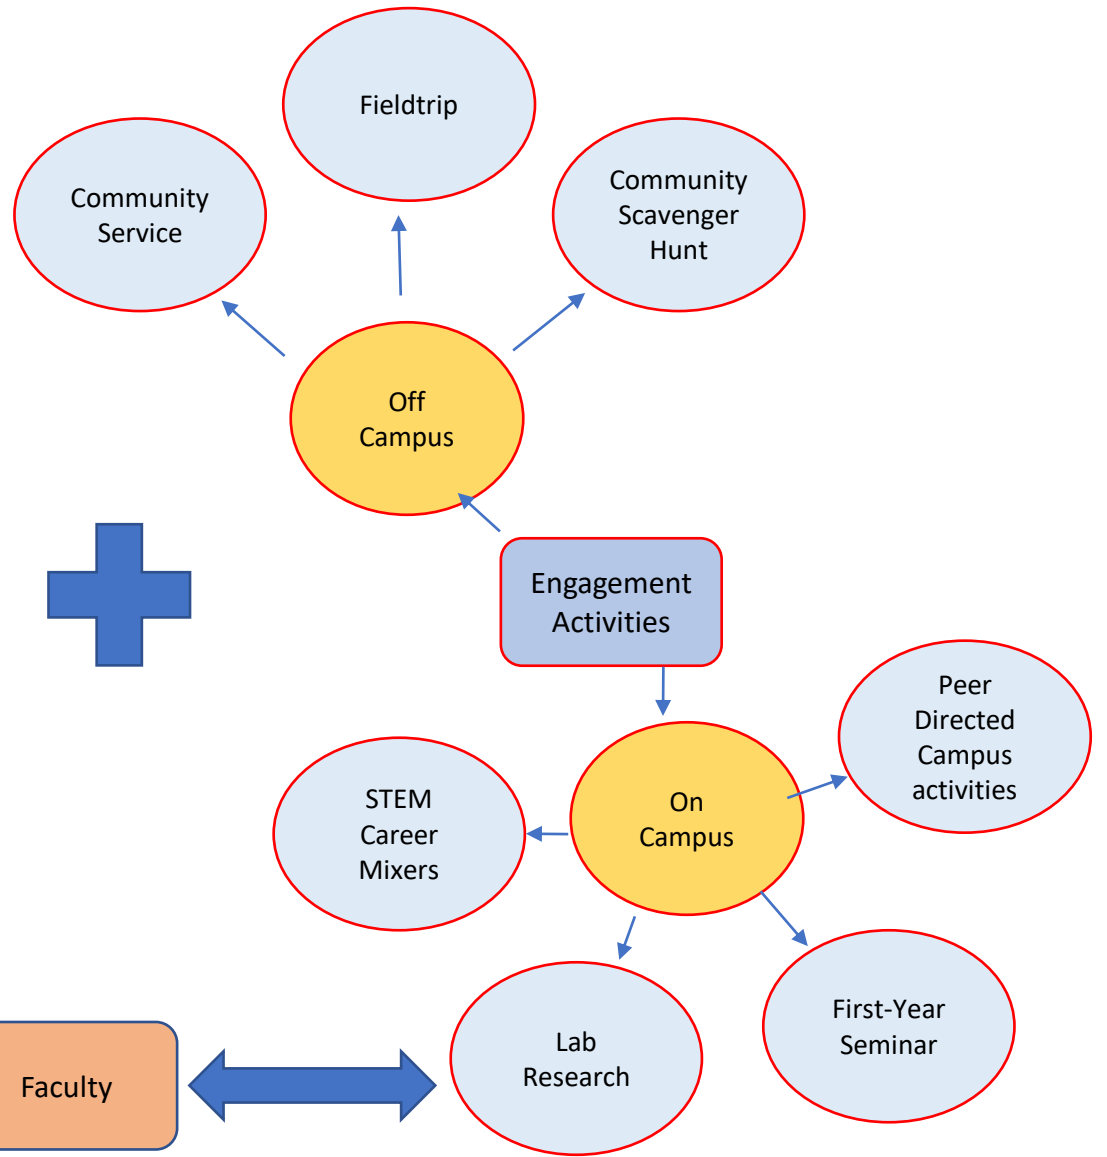 Fieldtrip
Community
Service
Community
Scavenger
Hunt
Off
Campus
Engagement
Activities
Peer
Directed
Campus
activities
STEM
Career
Mixers
On
Campus
First-Year
Seminar
Lab
Research
Faculty